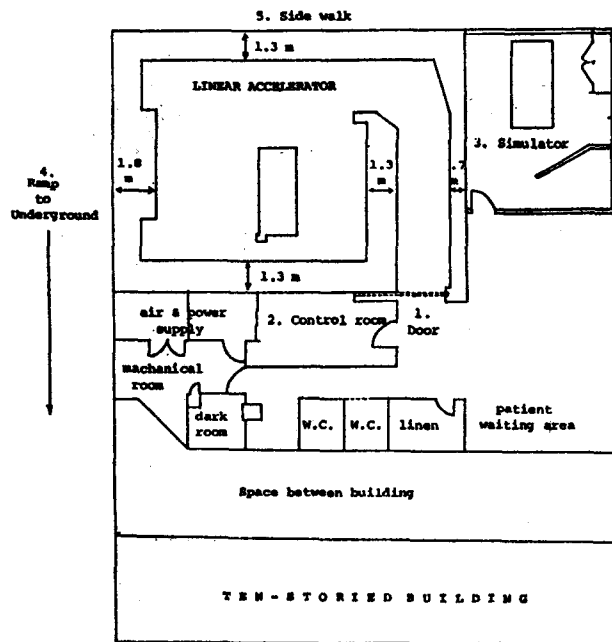 5. Side walk
1.3 m
LINEAR ACCELERATOR
3. Simulator
1.8
m
1.3
m
.7
m
4.
Ramp
to
Underground
1.3 m
air & power
supply
2. Control room
1.
Door
machanical
room
dark
room
W.C.
W.C.
linen
patient
waiting area
Space between building
TEN-STORIED BUILDING